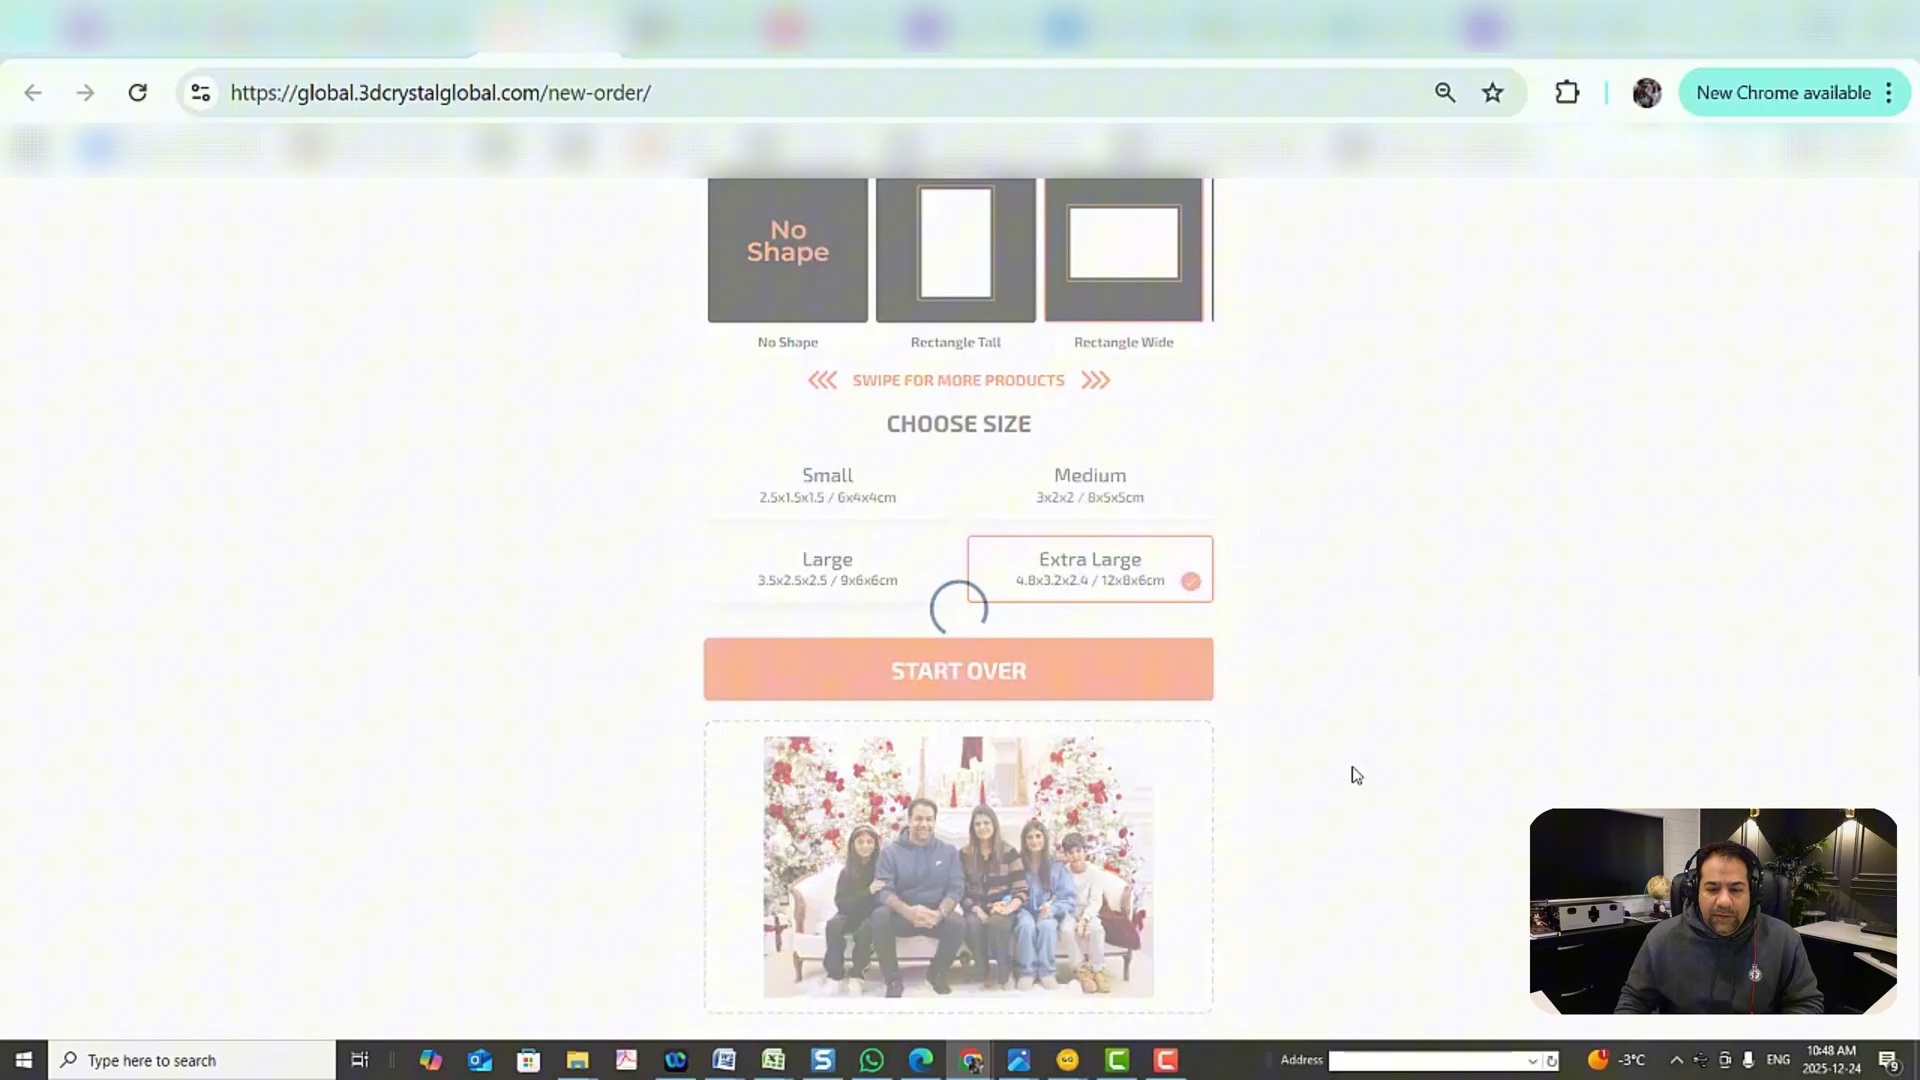 https://global.3dcrystalglobal.com/new-order/
New Chrome available
No
Shape
No Shape
Rectangle Tall
Rectangle Wide
SWIPE FOR MORE PRODUCTS
CHOOSE SIZE
Small
2.5x1.5x1.5 / 6x4x4cm
Medium
3x2x2 / 8x5x5cm
Large
3.5x2.5x2.5 / 9x6x6cm
Extra Large
4.8x3.2x2.4 / 12x8x6cm
START OVER
Type here to search
Address
-3°C
ENG
10:48 AM
2025-12-24